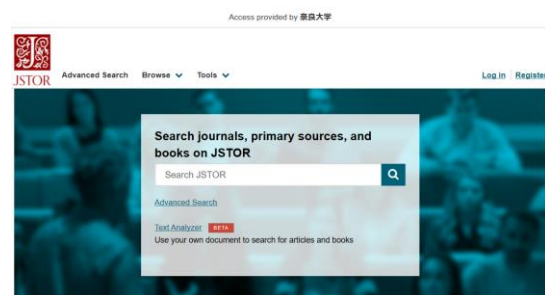 Access provided by 奈良大学
JSTOR
Advanced Search Browse Tools
Log in Register
Search journals, primary sources, and
books on JSTOR
Search JSTOR
Advanced Search
Text Analyzer BETA
Use your own document to search for articles and books